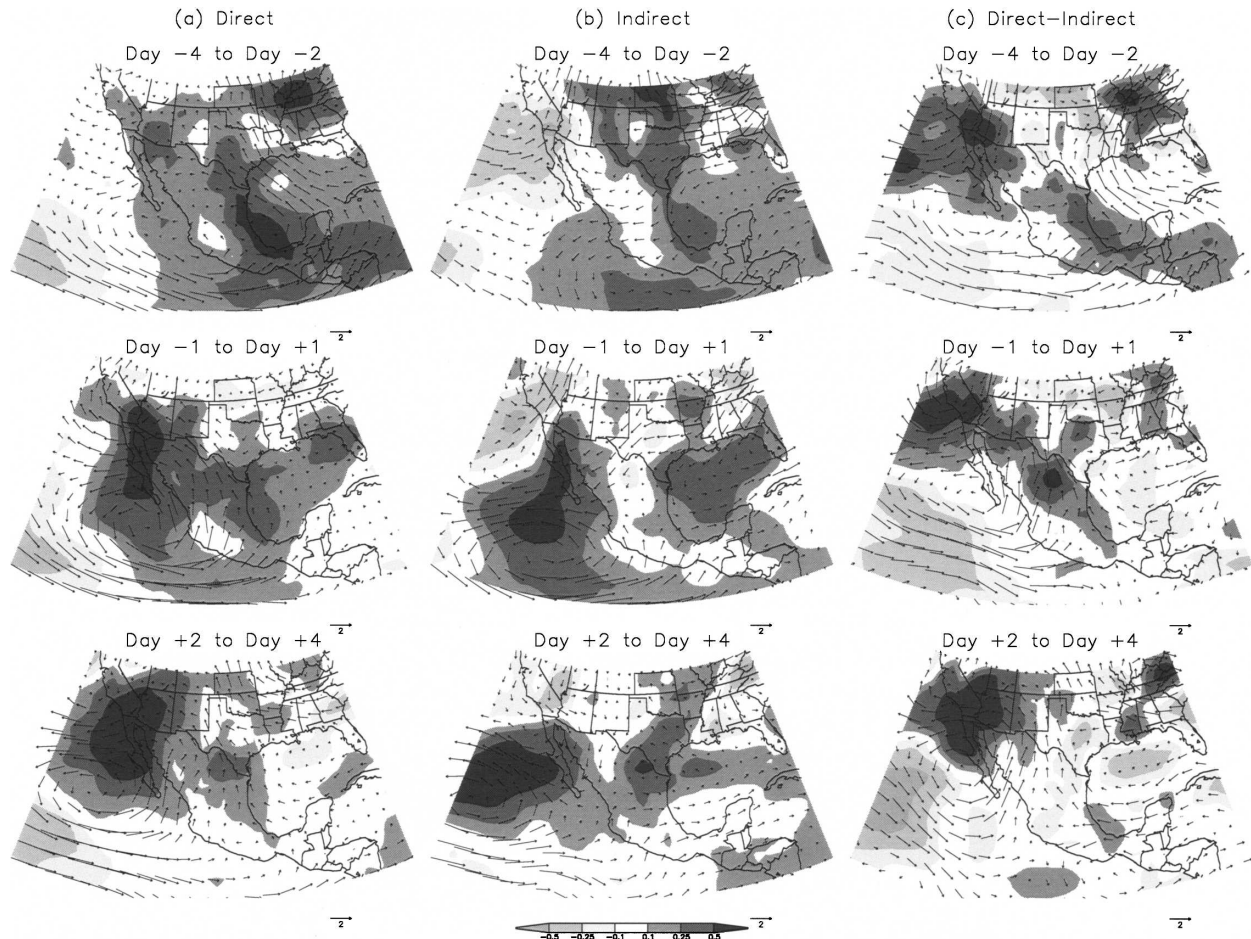 (a) Direct
(b) Indirect
(c) Direct-Indirect
Day -4 to Day -2
Day -4 to Day -2
Day -4 to Day -2
2
2
2
Day -1 to Day +1
Day -1 to Day +1
Day -1 to Day +1
2
2
2
Day +2 to Day +4
Day +2 to Day +4
Day +2 to Day +4
2
2
2
-0.5 -0.25 -0.1 0.1 0.25 0.5